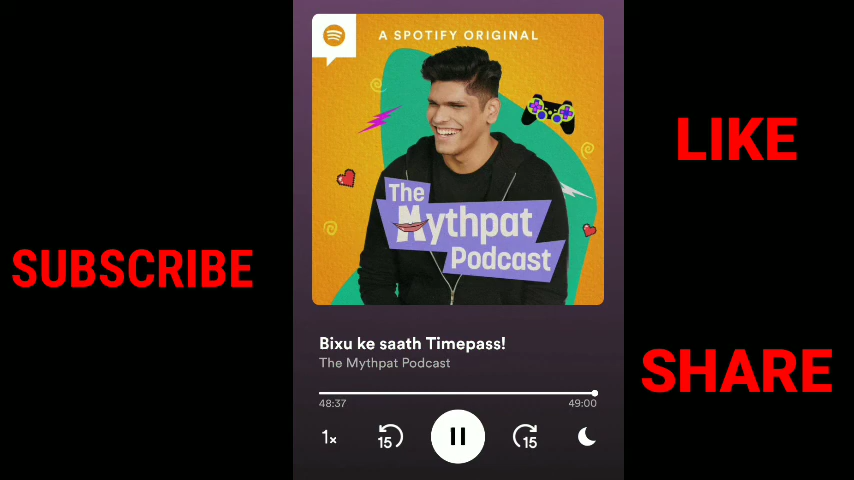 A SPOTIFY ORIGINAL
The
Mythpat
Podcast
LIKE
SUBSCRIBE
Bixu ke saath Timepass!
The Mythpat Podcast
SHARE
48:37
49:00
1x
15
15